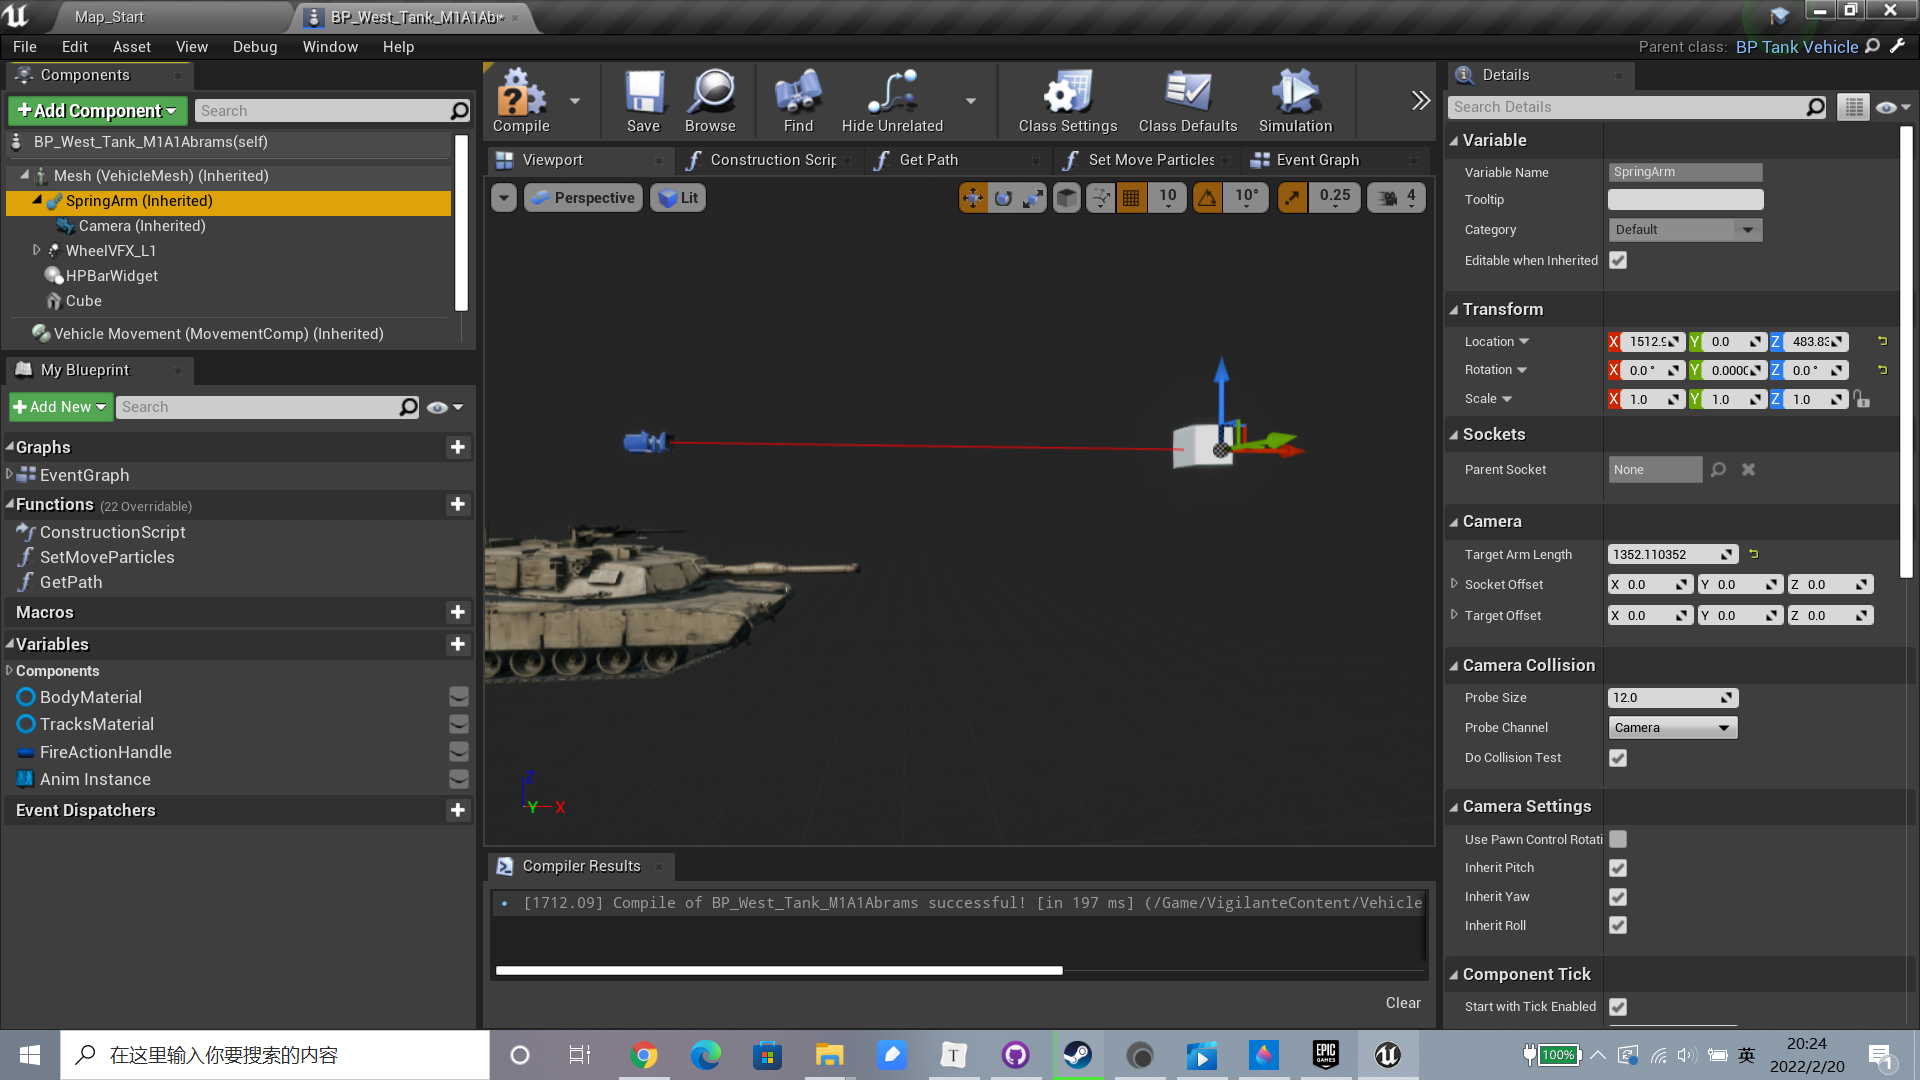 Map_Start
BP_West_Tank_M1A1Abr*
File Edit Asset View Debug Window Help
Parent class: BP Tank Vehicle
Components
+Add Component
Search
BP_West_Tank_M1A1Abrams(self)
Mesh (VehicleMesh) (Inherited)
SpringArm (Inherited)
Camera (Inherited)
WheelVFX_L1
HPBarWidget
Cube
Vehicle Movement (MovementComp) (Inherited)
My Blueprint
+Add New
Search
Graphs
EventGraph
Functions (22 Overridable)
ConstructionScript
SetMoveParticles
GetPath
Macros
Variables
Components
BodyMaterial
TracksMaterial
FireActionHandle
Anim Instance
Event Dispatchers
Compile Save Browse Find Hide Unrelated Class Settings Class Defaults Simulation
Viewport Construction Scrip Get Path Set Move Particles Event Graph
Perspective Lit 10 10° 0.25 4
Z
Y X
Compiler Results
[1712.09] Compile of BP_West_Tank_M1A1Abrams successful! [in 197 ms] (/Game/VigilanteContent/Vehicle
Clear
Details
Search Details
Variable
Variable Name SpringArm
Tooltip
Category Default
Editable when Inherited
Transform
Location X 1512.9 Y 0.0 Z 483.83
Rotation X 0.0 ° Y 0.000 Z 0.0 °
Scale X 1.0 Y 1.0 Z 1.0
Sockets
Parent Socket None
Camera
Target Arm Length 1352.110352
Socket Offset X 0.0 Y 0.0 Z 0.0
Target Offset X 0.0 Y 0.0 Z 0.0
Camera Collision
Probe Size 12.0
Probe Channel Camera
Do Collision Test
Camera Settings
Use Pawn Control Rotati
Inherit Pitch
Inherit Yaw
Inherit Roll
Component Tick
Start with Tick Enabled
在这里输入你要搜索的内容
T
EPIC GAMES
100%
英
20:24
2022/2/20
1